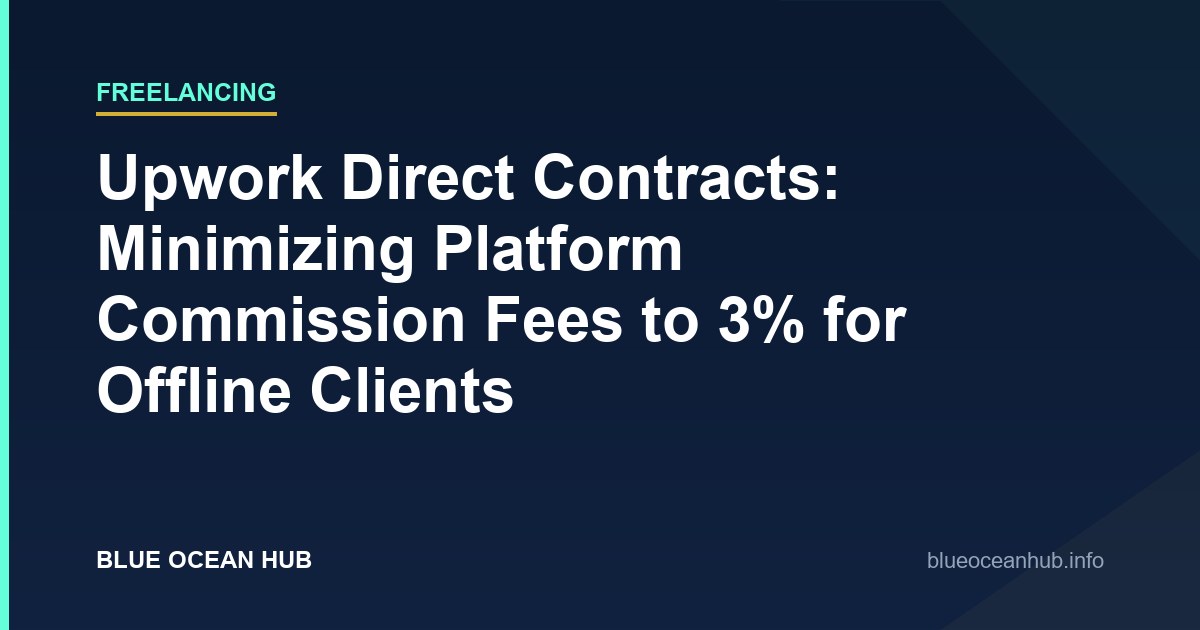 FREELANCING
Upwork Direct Contracts:
Minimizing Platform
Commission Fees to 3% for
Offline Clients
BLUE OCEAN HUB
blueoceanhub.info